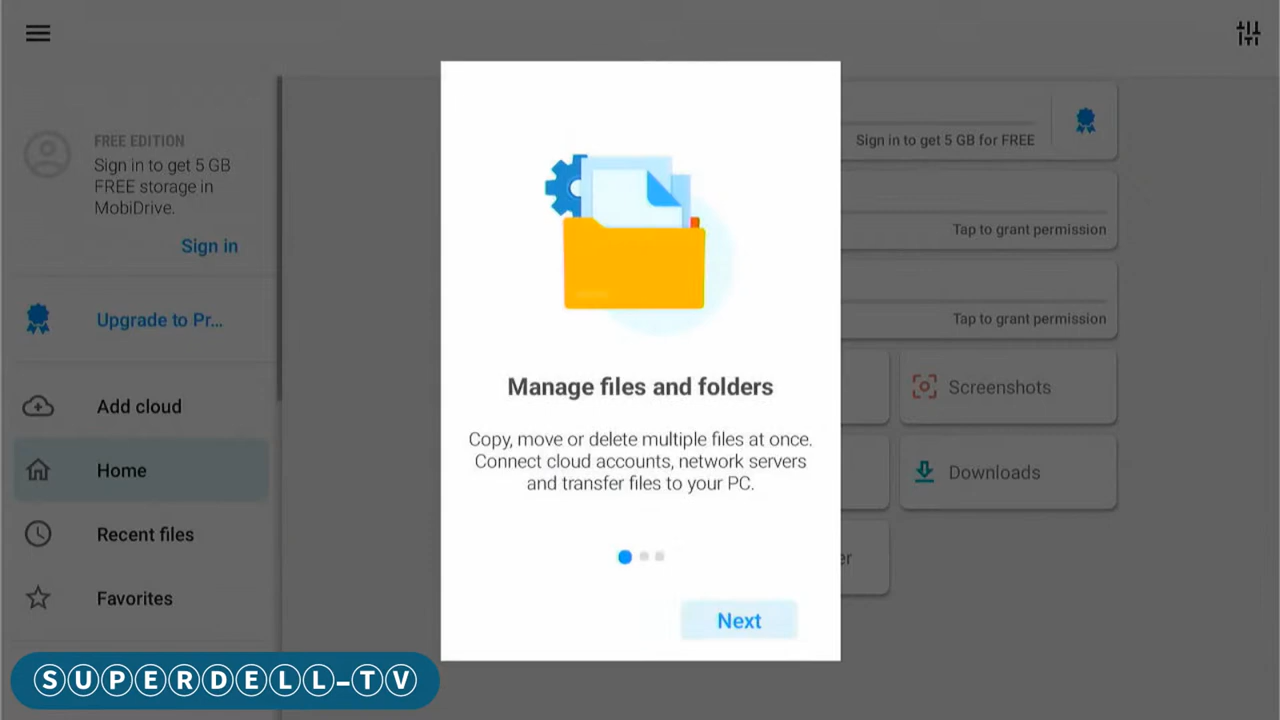 FREE EDITION
Sign in to get 5 GB
FREE storage in
MobiDrive.
Sign in
Upgrade to Pr...
Add cloud
Home
Recent files
Favorites
Manage files and folders
Copy, move or delete multiple files at once.
Connect cloud accounts, network servers
and transfer files to your PC.
Next
Sign in to get 5 GB for FREE
Tap to grant permission
Tap to grant permission
Screenshots
Downloads
er
SUPERDELL-TV